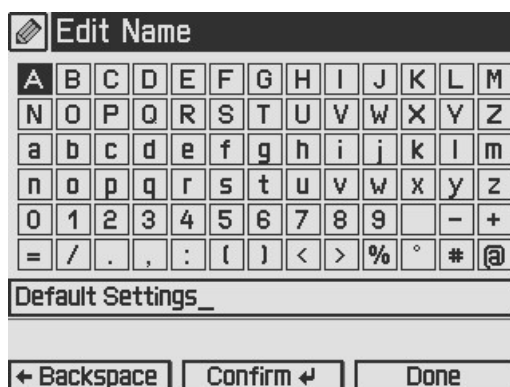 Edit Name
A B C D E F G H I J K L M
N O P Q R S T U V W X Y Z
a b c d e f g h i j k l m
n o p q r s t u v w x y z
0 1 2 3 4 5 6 7 8 9 - +
= / . , : ( ) < > % ° # @
Default Settings_
← Backspace Confirm ↵ Done